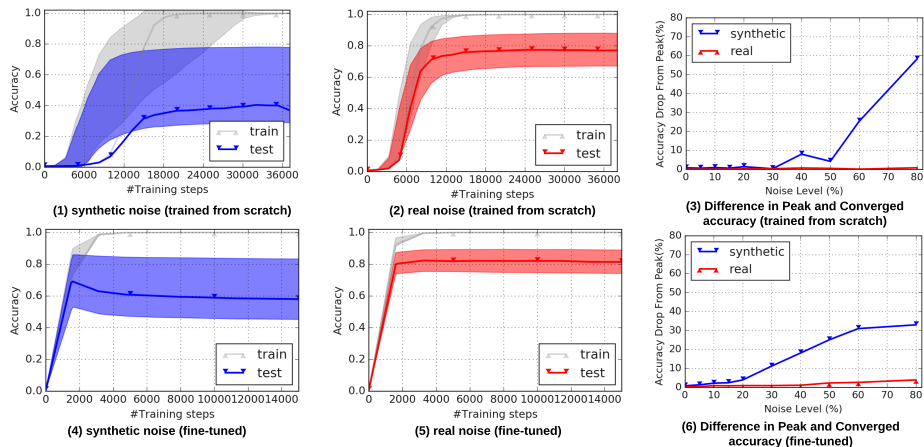 1.0
0.8
0.6
0.4
0.2
0.0
Accuracy
train
test
0 6000 12000 18000 24000 30000 36000
#Training steps
(1) synthetic noise (trained from scratch)
1.0
0.8
0.6
0.4
0.2
0.0
Accuracy
train
test
0 6000 12000 18000 24000 30000 36000
#Training steps
(2) real noise (trained from scratch)
80
70
60
50
40
30
20
10
0
Accuracy Drop From Peak(%)
synthetic
real
0 10 20 30 40 50 60 70 80
Noise Level (%)
(3) Difference in Peak and Converged
accuracy (trained from scratch)
1.0
0.8
0.6
0.4
0.2
0.0
Accuracy
train
test
0 2000 4000 6000 8000 10000 12000 14000
#Training steps
(4) synthetic noise (fine-tuned)
1.0
0.8
0.6
0.4
0.2
0.0
Accuracy
train
test
0 2000 4000 6000 8000 10000 12000 14000
#Training steps
(5) real noise (fine-tuned)
80
70
60
50
40
30
20
10
0
Accuracy Drop From Peak(%)
synthetic
real
0 10 20 30 40 50 60 70 80
Noise Level (%)
(6) Difference in Peak and Converged
accuracy (fine-tuned)